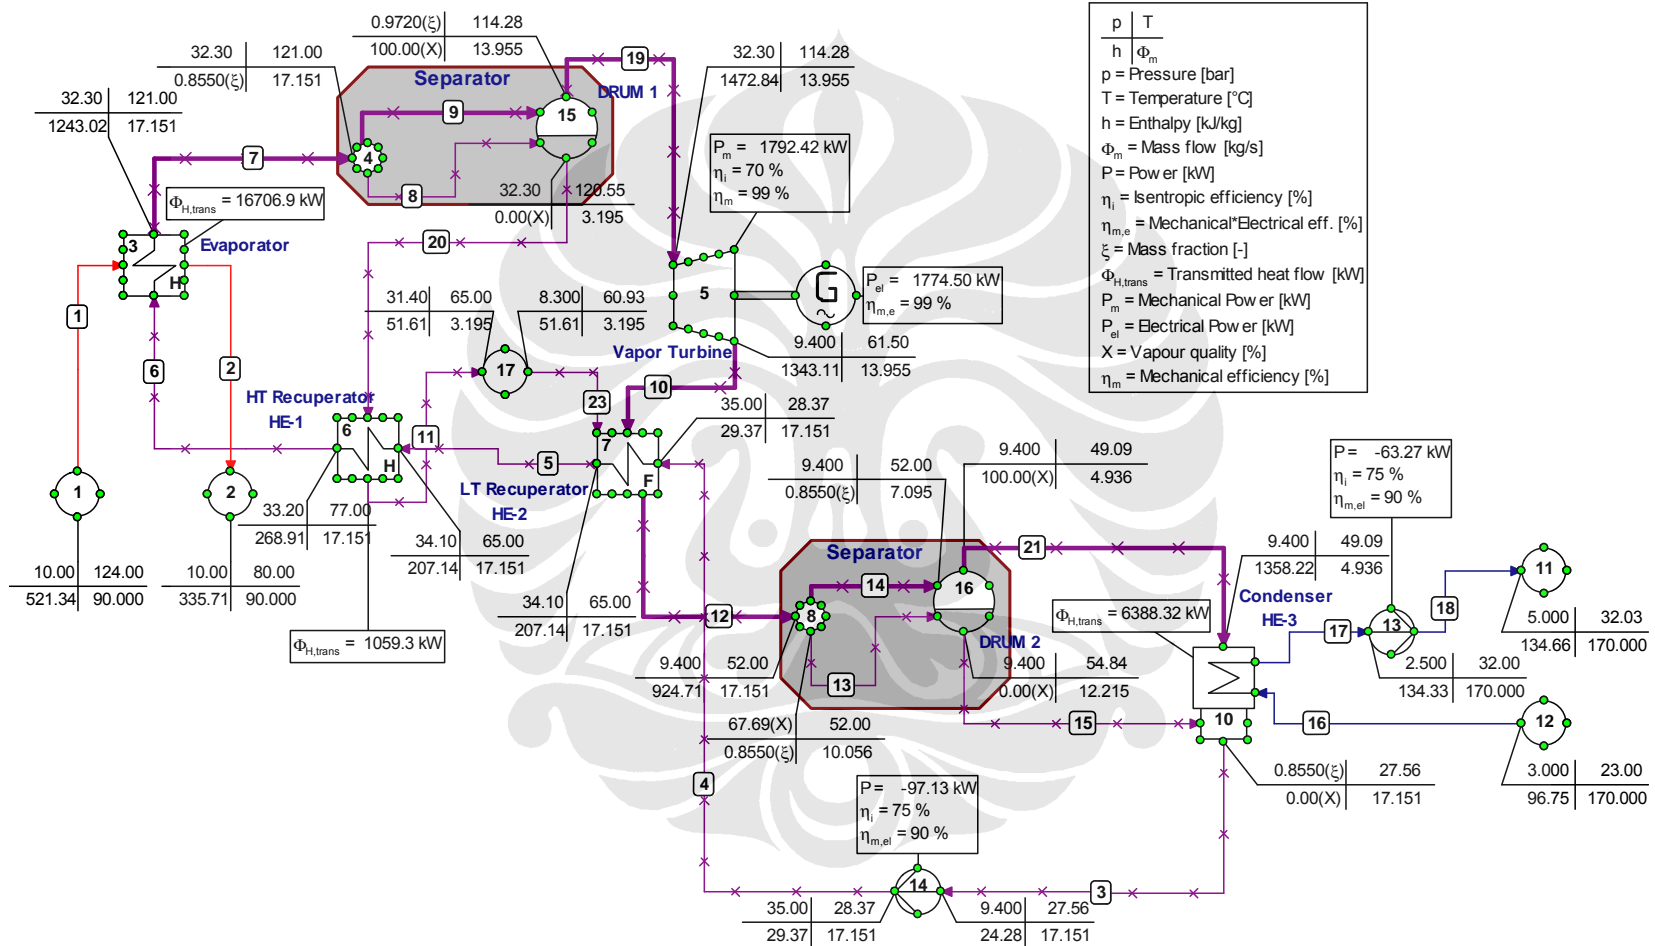 0.9720(ξ) 114.28
100.00(X) 13.955
32.30 121.00
0.8550(ξ) 17.151
Separator
19
DRUM 1
32.30 114.28
1472.84 13.955
p T
h Φm
p = Pressure [bar]
T = Temperature [°C]
h = Enthalpy [kJ/kg]
Φm = Mass flow [kg/s]
P = Power [kW]
ηi = Isentropic efficiency [%]
ηm,e = Mechanical*Electrical eff. [%]
ξ = Mass fraction [-]
ΦH,trans = Transmitted heat flow [kW]
Pm = Mechanical Power [kW]
Pel = Electrical Power [kW]
X = Vapour quality [%]
ηm = Mechanical efficiency [%]
32.30 121.00
1243.02 17.151
9
15
7
4
8
32.30 120.55
0.00(X) 3.195
Pm = 1792.42 kW
ηi = 70 %
ηm = 99 %
ΦH,trans = 16706.9 kW
20
3
H
Evaporator
5
G
~
Pel = 1774.50 kW
ηm,e = 99 %
1
2
6
31.40 65.00
51.61 3.195
8.300 60.93
51.61 3.195
Vapor Turbine
9.400 61.50
1343.11 13.955
17
10
23
HT Recuperator
HE-1
6
H
11
5
7
F
35.00 28.37
29.37 17.151
LT Recuperator
HE-2
9.400 52.00
0.8550(ξ) 7.095
9.400 49.09
100.00(X) 4.936
P = -63.27 kW
ηi = 75 %
ηm,el = 90 %
1
2
33.20 77.00
268.91 17.151
34.10 65.00
207.14 17.151
10.00 124.00
521.34 90.000
10.00 80.00
335.71 90.000
Separator
21
9.400 49.09
1358.22 4.936
14
16
8
12
13
DRUM 2
34.10 65.00
207.14 17.151
ΦH,trans = 1059.3 kW
9.400 52.00
924.71 17.151
9.400 54.84
0.00(X) 12.215
67.69(X) 52.00
0.8550(ξ) 10.056
15
ΦH,trans = 6388.32 kW
Condenser
HE-3
17
13
18
11
5.000 32.03
134.66 170.000
2.500 32.00
134.33 170.000
10
16
12
0.8550(ξ) 27.56
0.00(X) 17.151
3.000 23.00
96.75 170.000
4
P = -97.13 kW
ηi = 75 %
ηm,el = 90 %
14
3
35.00 28.37
29.37 17.151
9.400 27.56
24.28 17.151